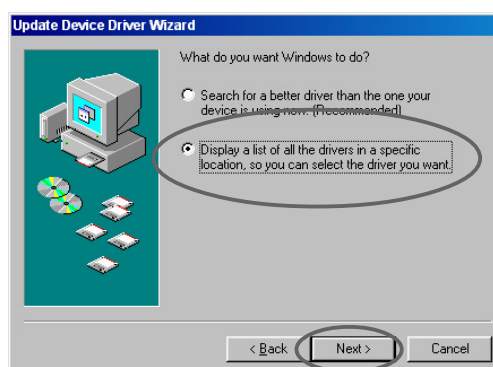 Update Device Driver Wizard
What do you want Windows to do?
Search for a better driver than the one your
device is using now. (Recommended)
Display a list of all the drivers in a specific
location, so you can select the driver you want.
< Back
Next >
Cancel